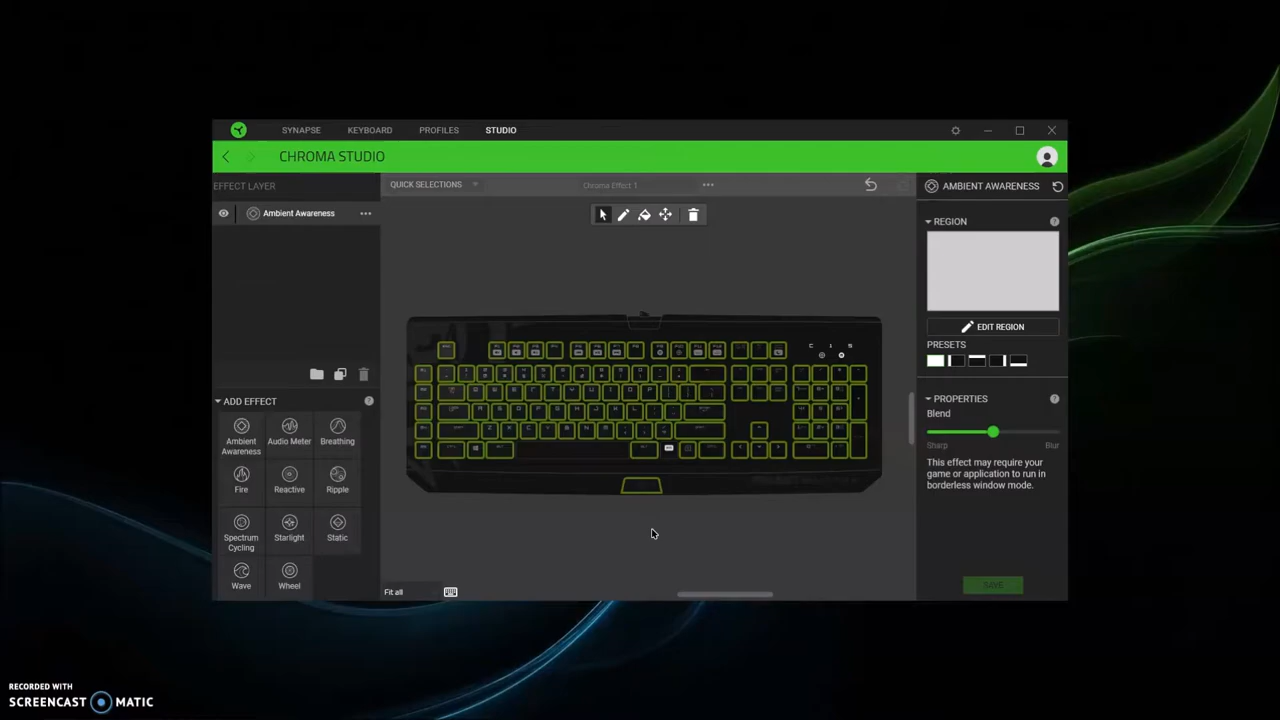 SYNAPSE KEYBOARD PROFILES STUDIO
CHROMA STUDIO
EFFECT LAYER
QUICK SELECTIONS
Chroma Effect 1
AMBIENT AWARENESS
Ambient Awareness
REGION
EDIT REGION
PRESETS
ADD EFFECT
Ambient Awareness
Audio Meter
Breathing
Fire
Reactive
Ripple
Spectrum Cycling
Starlight
Static
Wave
Wheel
PROPERTIES
Blend
Sharp Blur
This effect may require your
game or application to run in
borderless window mode.
Fit all
SAVE
RECORDED WITH
SCREENCAST MATIC